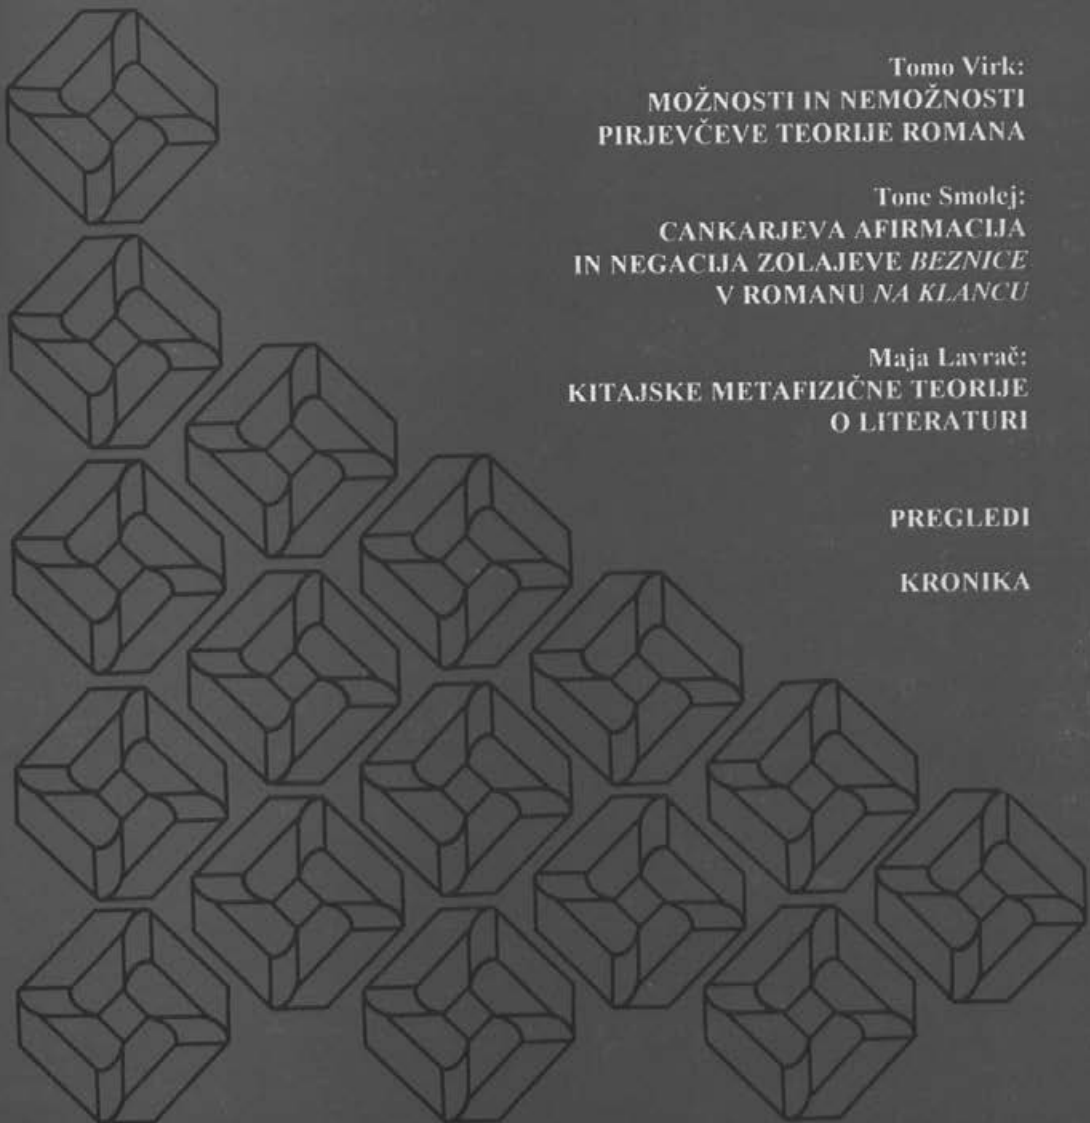 Tomo Virk:
MOŽNOSTI IN NEMOŽNOSTI
PIRJEVČEVE TEORIJE ROMANA
Tone Smolej:
CANKARJEVA AFIRMACIJA
IN NEGACIJA ZOLAJEVE BEZNICE
V ROMANU NA KLANCU
Maja Lavrač:
KITAJSKE METAFIZIČNE TEORIJE
O LITERATURI
PREGLEDI
KRONIKA